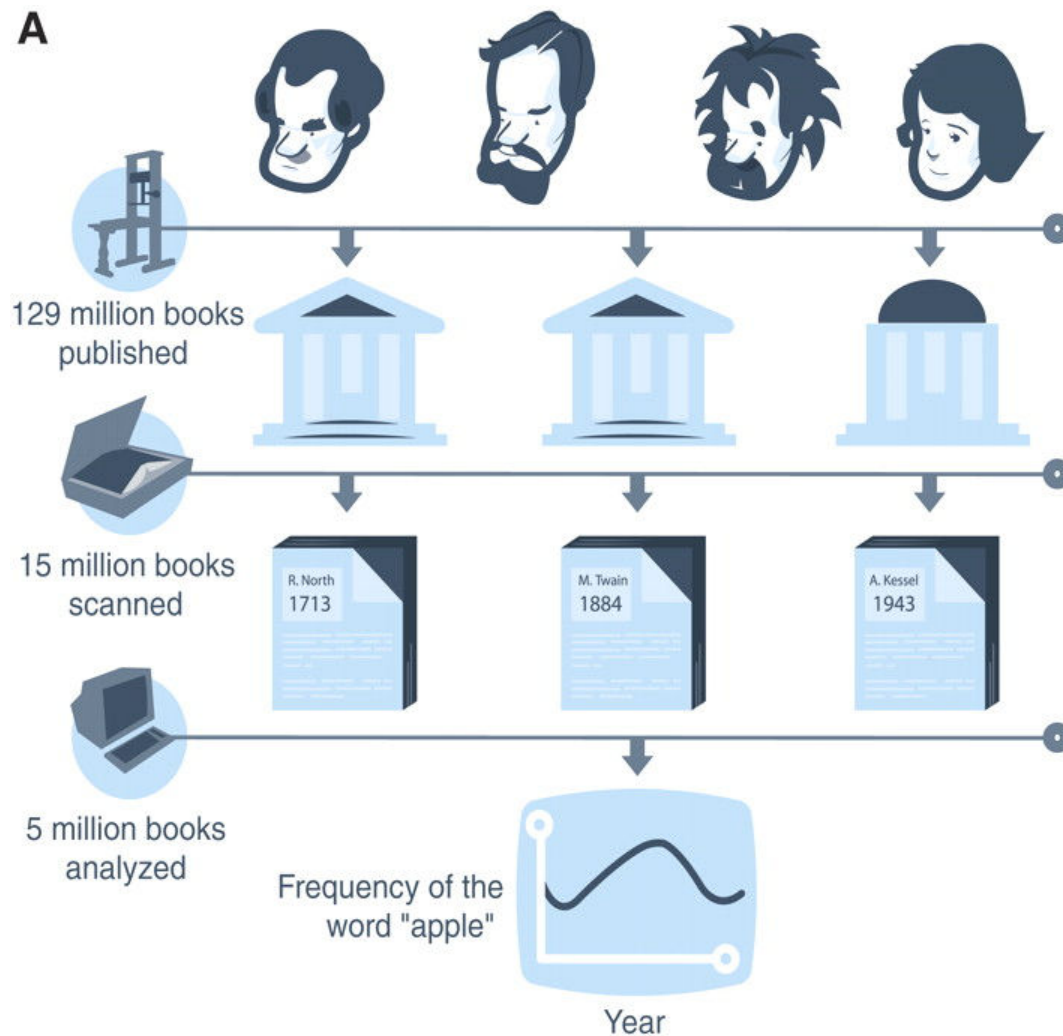 A
129 million books
published
15 million books
scanned
R. North
1713
M. Twain
1884
A. Kessel
1943
5 million books
analyzed
Frequency of the
word "apple"
Year